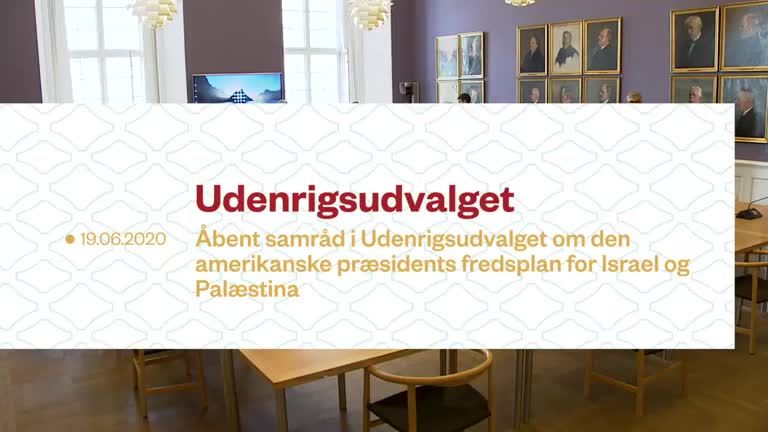 Udenrigsudvalget
19.06.2020
Åbent samråd i Udenrigsudvalget om den
amerikanske præsidents fredsplan for Israel og
Palæstina